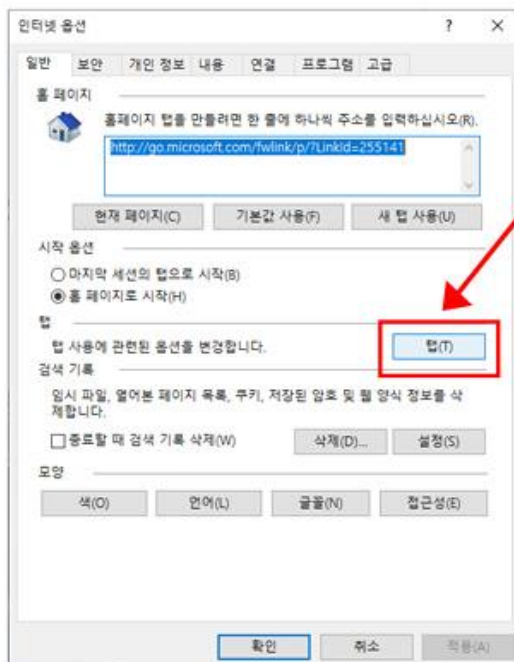 인터넷 옵션 ? ×
일반 보안 개인 정보 내용 연결 프로그램 고급
홈 페이지
홈페이지 탭을 만들려면 한 줄에 하나씩 주소를 입력하십시오(R).
http://go.microsoft.com/fwlink/p/?LinkId=255141
현재 페이지(C) 기본값 사용(F) 새 탭 사용(U)
시작 옵션
마지막 세션의 탭으로 시작(B)
홈 페이지로 시작(H)
탭
탭 사용에 관련된 옵션을 변경합니다. 탭(T)
검색 기록
임시 파일, 열어본 페이지 목록, 쿠키, 저장된 암호 및 웹 양식 정보를 삭
제합니다.
종료할 때 검색 기록 삭제(W) 삭제(D)... 설정(S)
모양
색(O) 언어(L) 글꼴(N) 접근성(E)
확인 취소 적용(A)